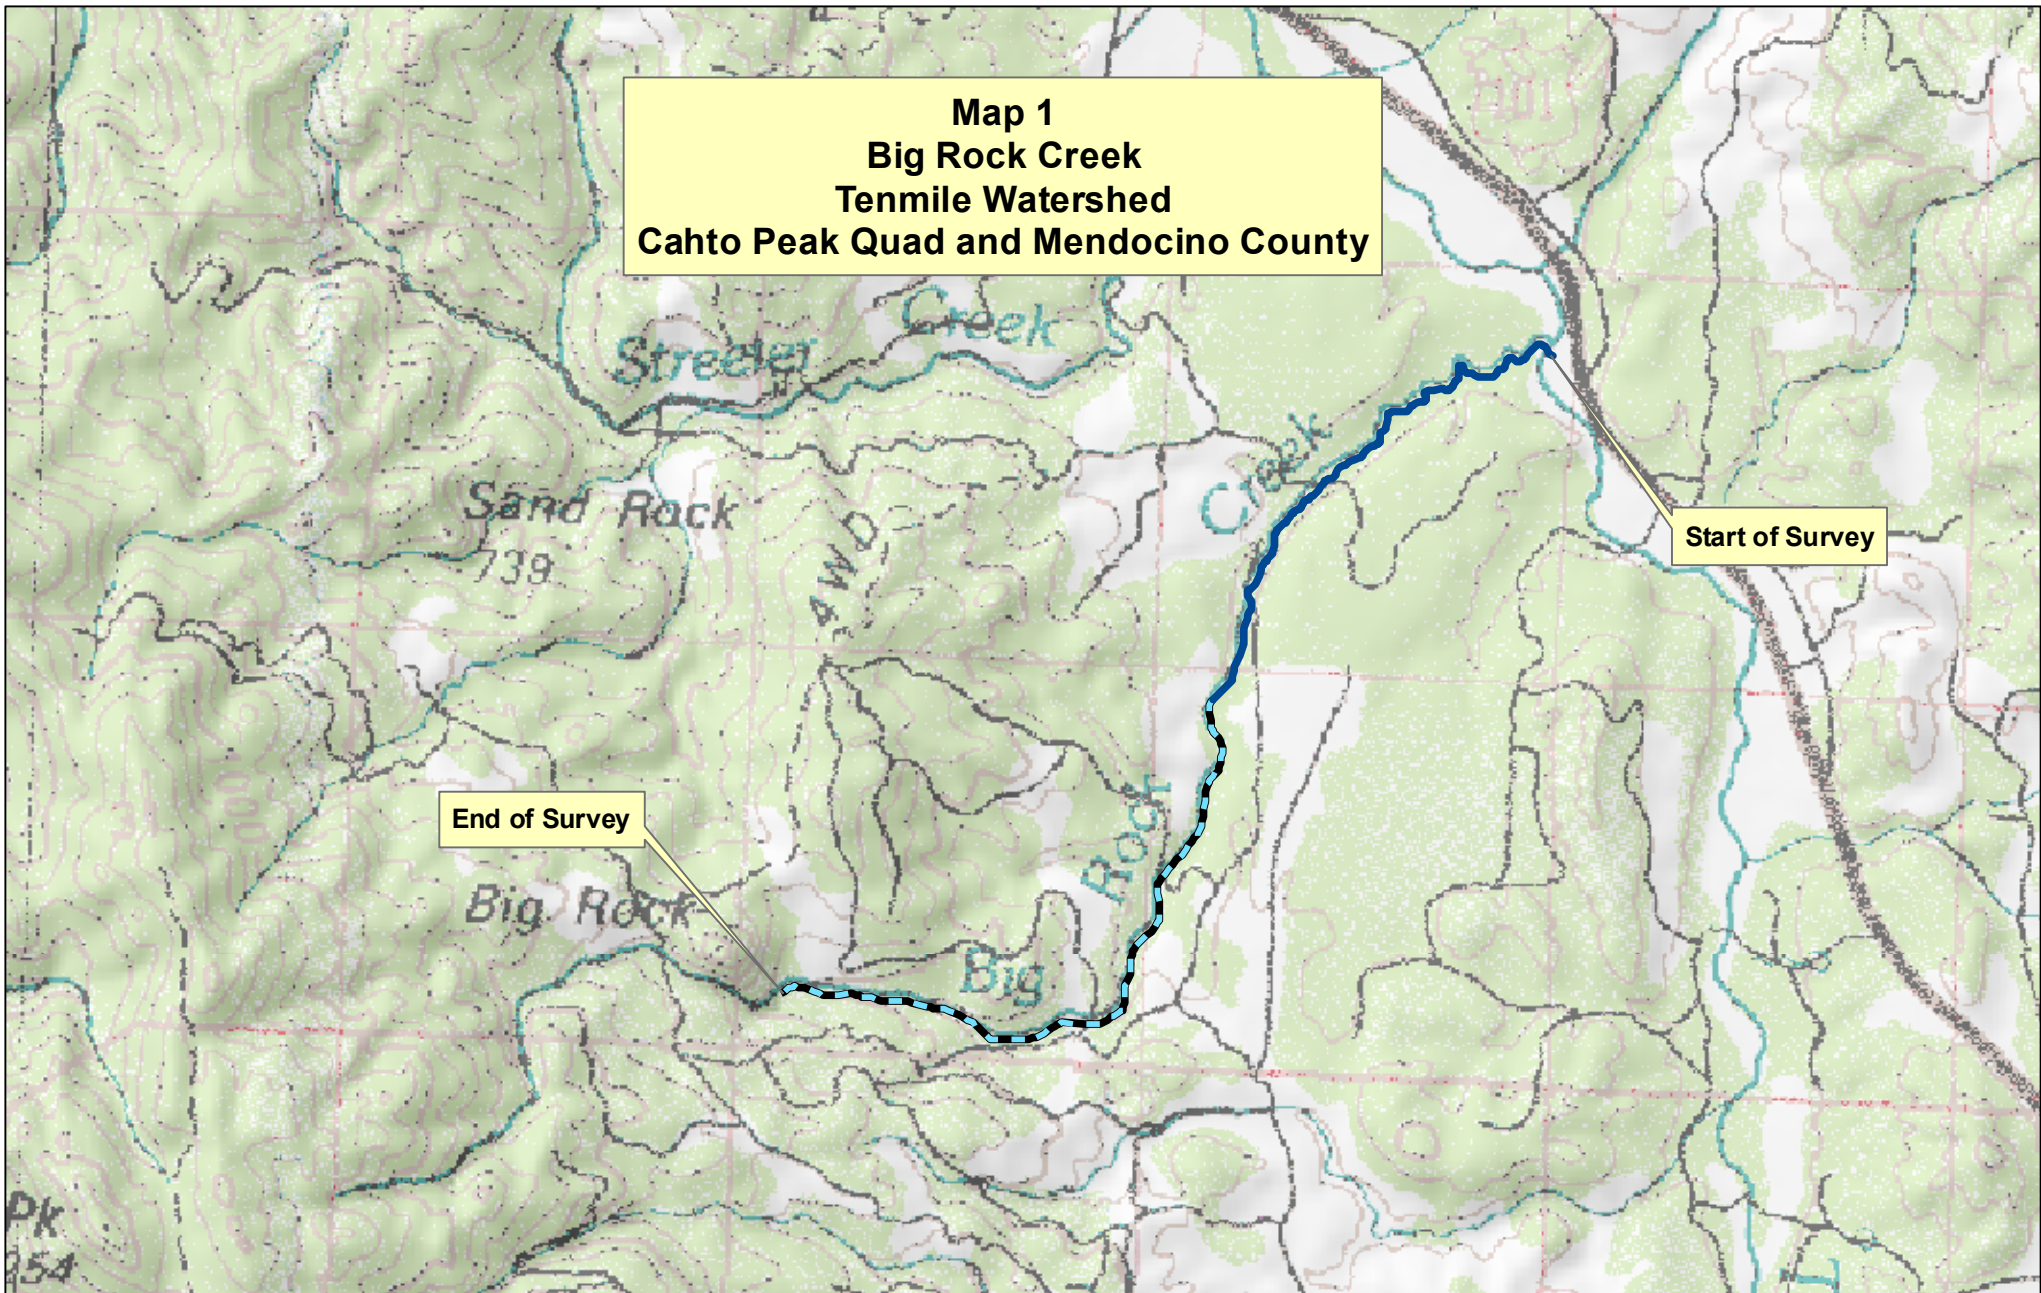 Map 1
Big Rock Creek
Tenmile Watershed
Cahto Peak Quad and Mendocino County
Streeter Creek
Creek
Sand Rock
739
4WD
Start of Survey
End of Survey
Rock
Big Rock
Big
Pk